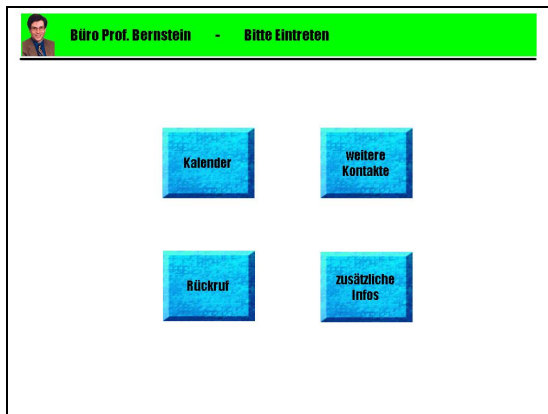 Büro Prof. Bernstein - Bitte Eintreten
Kalender
weitere
Kontakte
Rückruf
zusätzliche
Infos